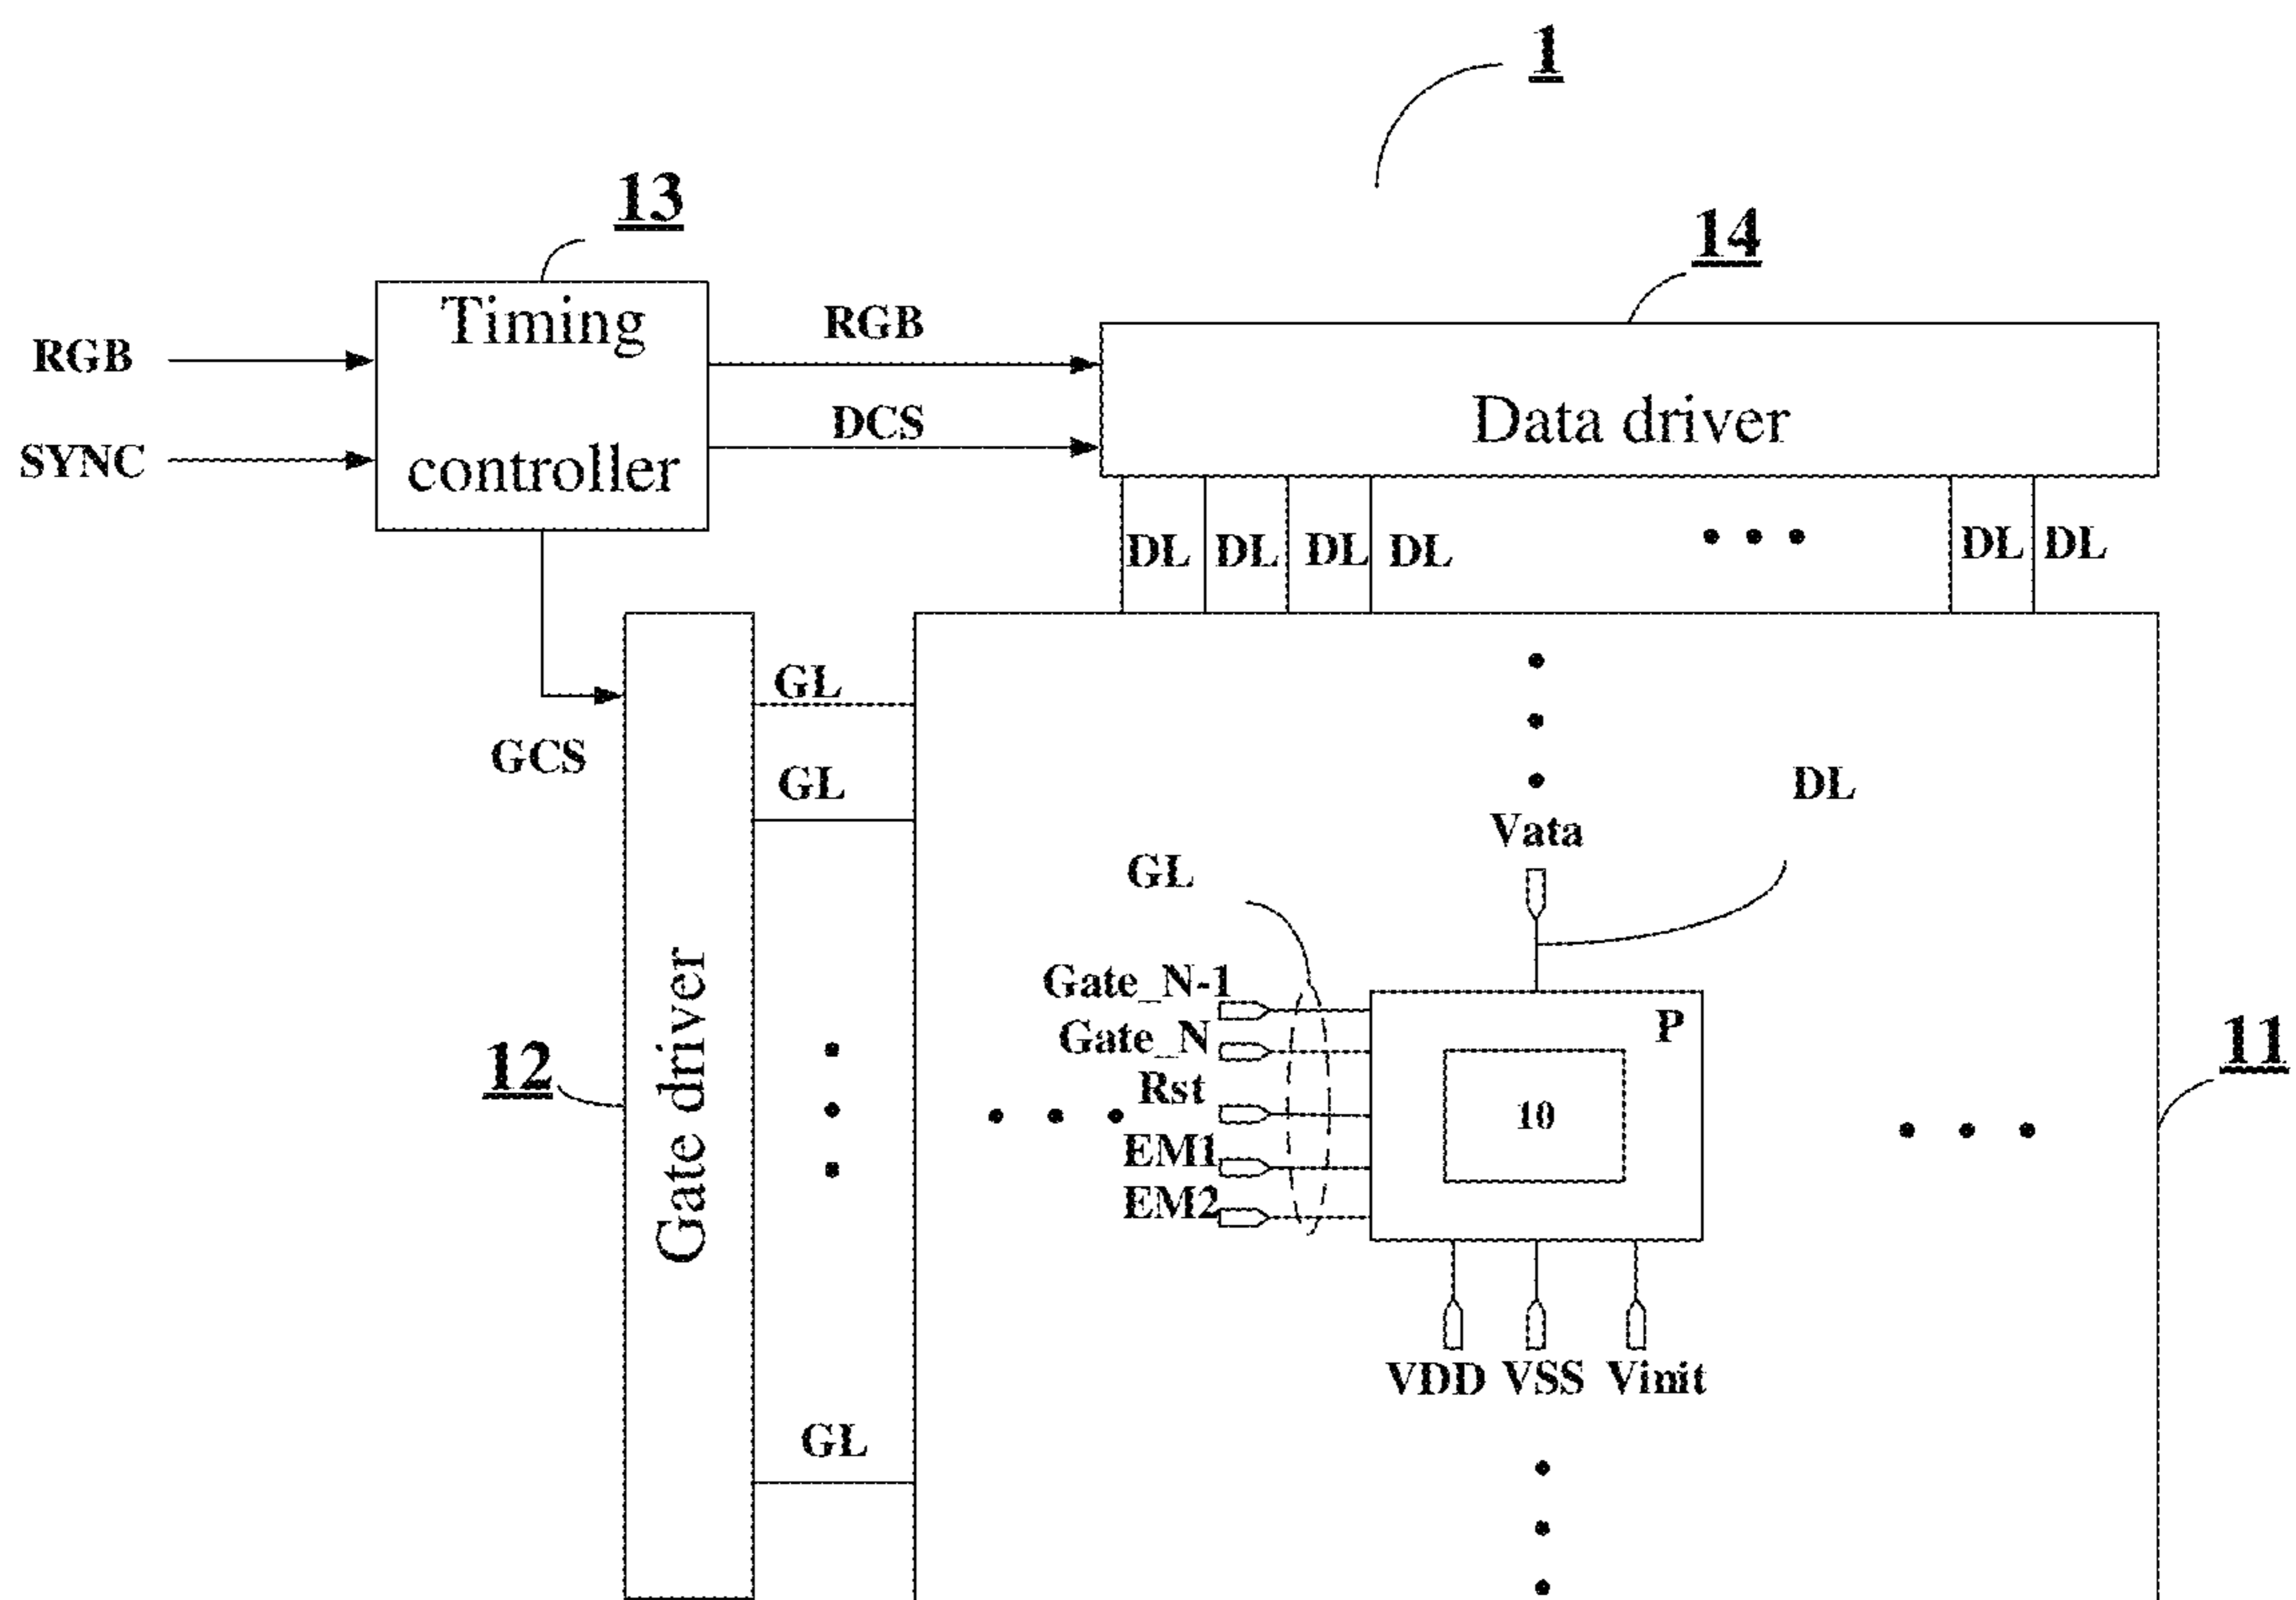 1
13
14
Timing
controller
RGB
SYNC
RGB
DCS
Data driver
DL DL DL DL DL DL
GCS
GL
GL
Gate driver
12
GL
Vata
DL
GL
Gate_N-1
Gate_N
Rst
EM1
EM2
P
10
11
VDD VSS Vinit